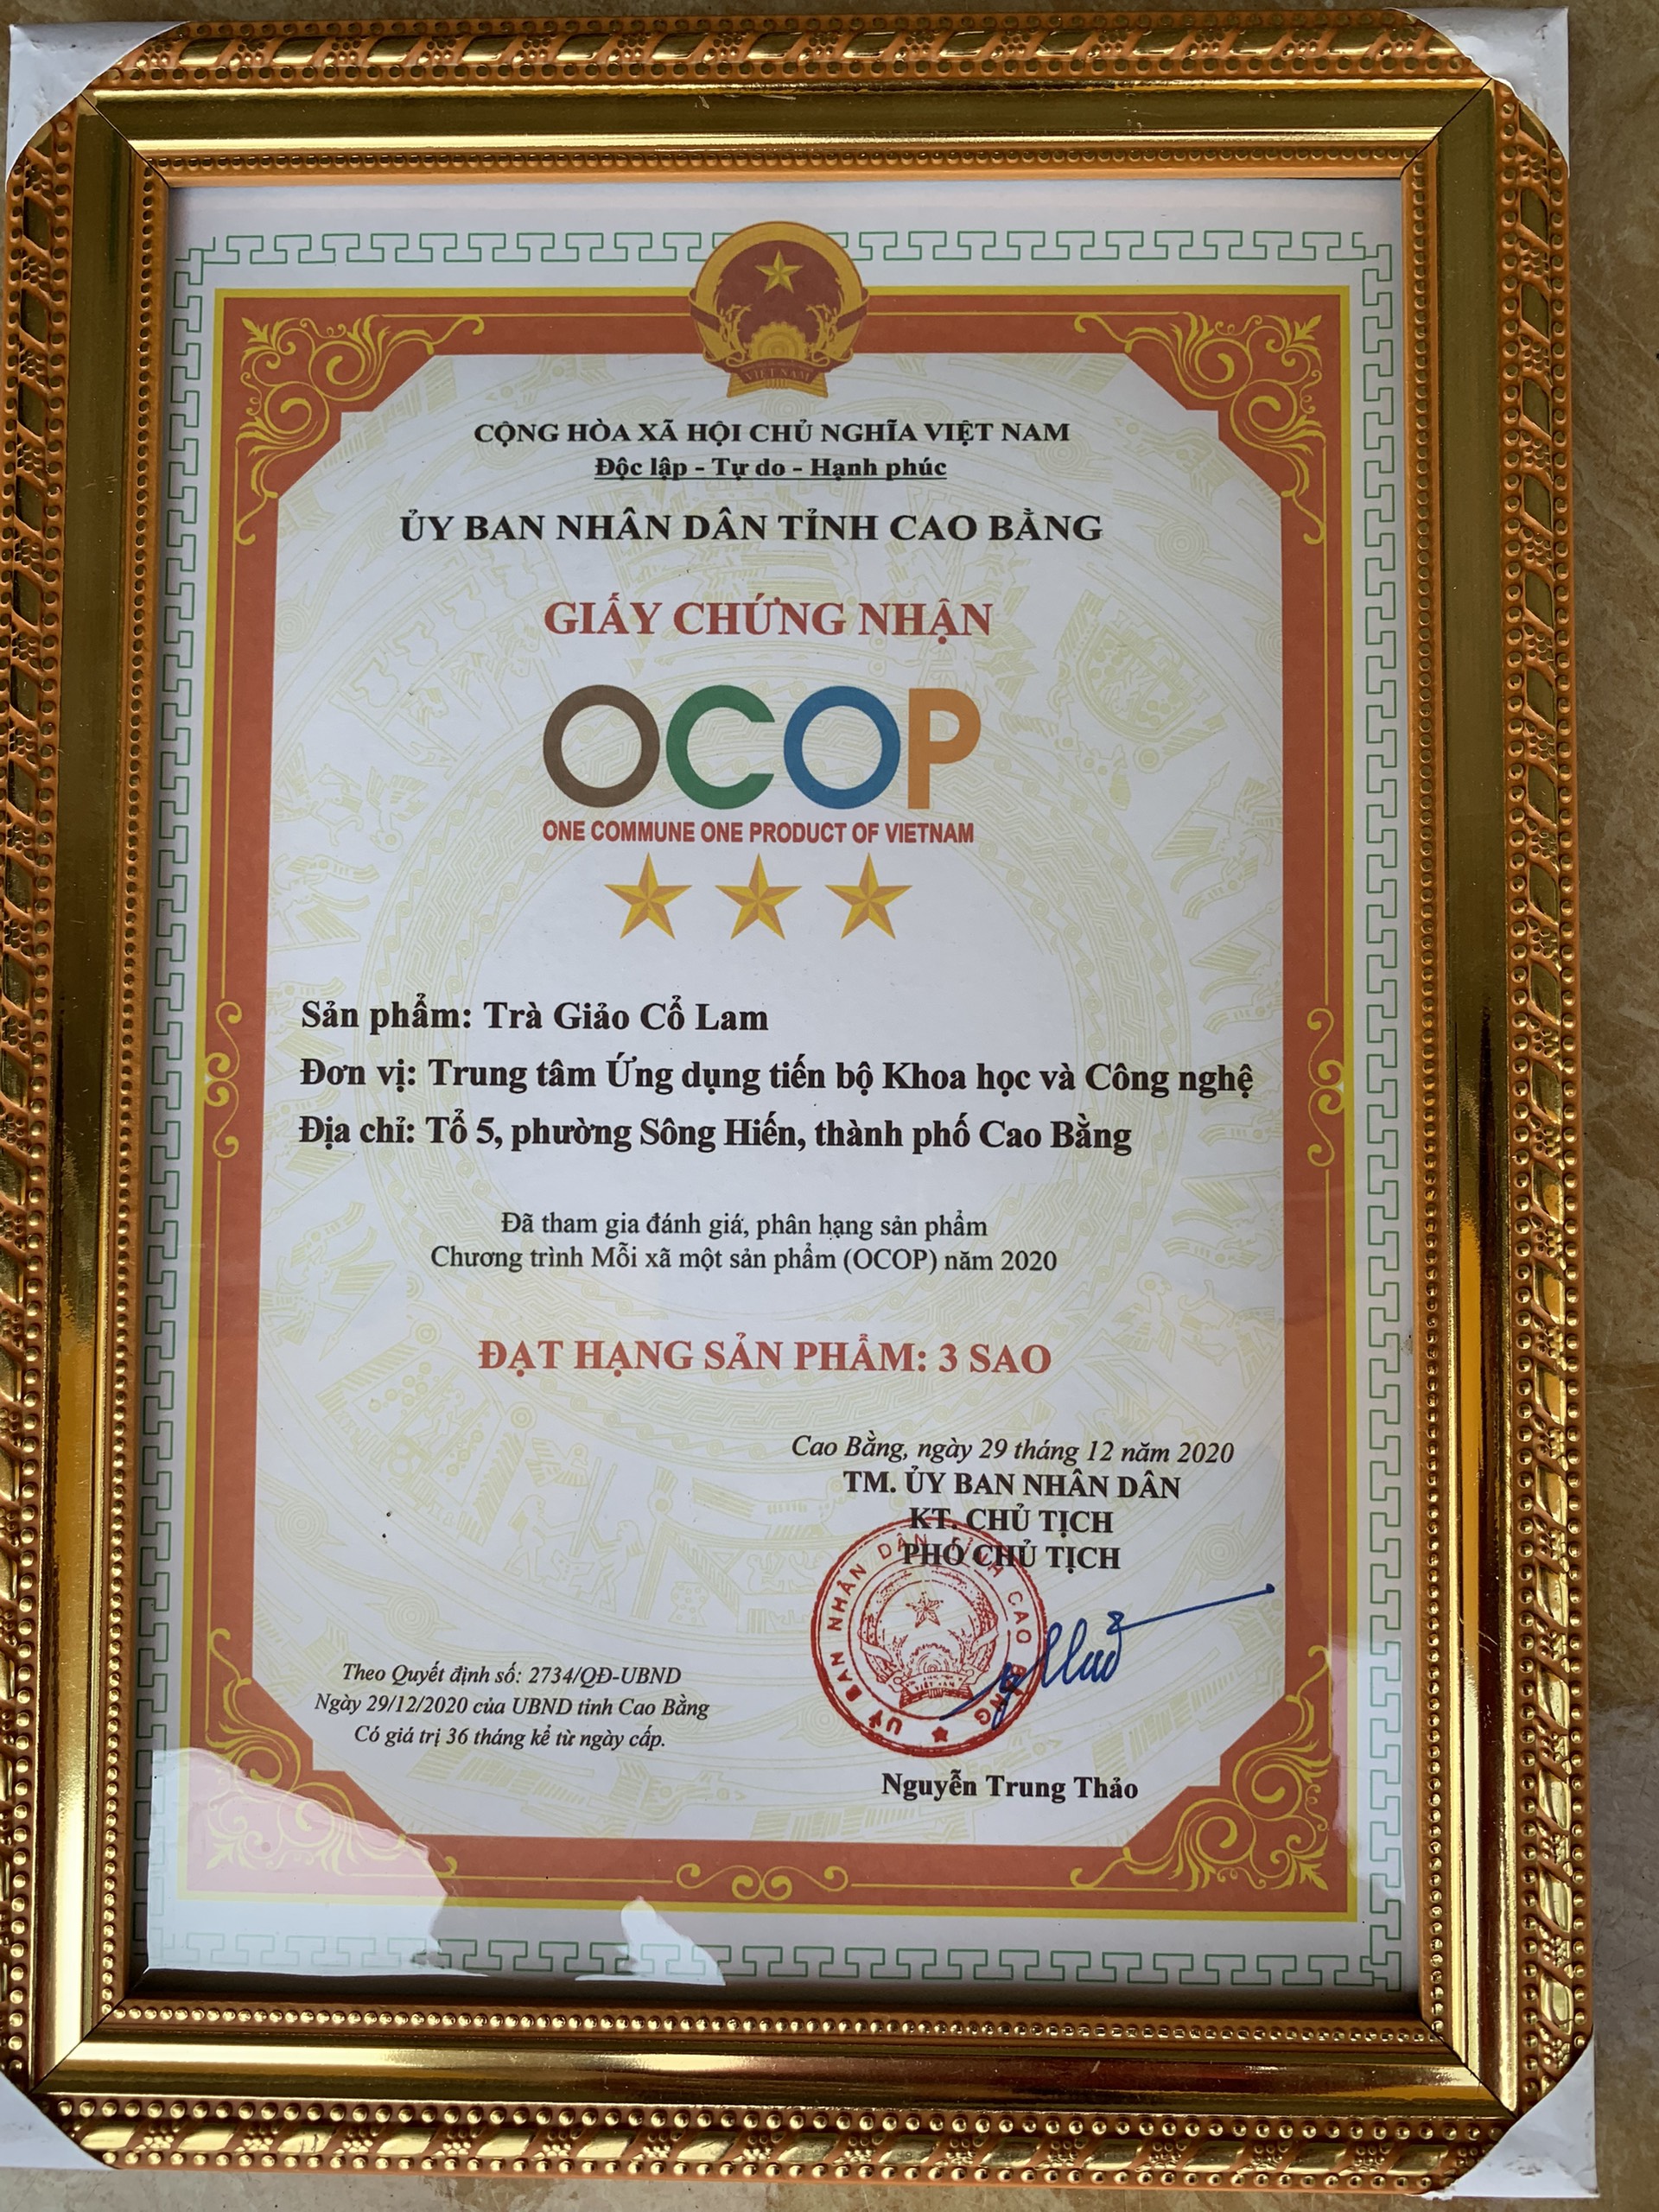 VIỆT NAM
CỘNG HÒA XÃ HỘI CHỦ NGHĨA VIỆT NAM
Độc lập - Tự do - Hạnh phúc
ỦY BAN NHÂN DÂN TỈNH CAO BẰNG
GIẤY CHỨNG NHẬN
OCOP
ONE COMMUNE ONE PRODUCT OF VIETNAM
Sản phẩm: Trà Giảo Cổ Lam
Đơn vị: Trung tâm Ứng dụng tiến bộ Khoa học và Công nghệ
Địa chỉ: Tổ 5, phường Sông Hiến, thành phố Cao Bằng
Đã tham gia đánh giá, phân hạng sản phẩm
Chương trình Mỗi xã một sản phẩm (OCOP) năm 2020
ĐẠT HẠNG SẢN PHẨM: 3 SAO
Cao Bằng, ngày 29 tháng 12 năm 2020
TM. ỦY BAN NHÂN DÂN
KT. CHỦ TỊCH
PHÓ CHỦ TỊCH
UỶ BAN NHÂN DÂN TỈNH CAO BẰNG
VIỆT NAM
Theo Quyết định số: 2734/QĐ-UBND
Ngày 29/12/2020 của UBND tỉnh Cao Bằng
Có giá trị 36 tháng kể từ ngày cấp.
Nguyễn Trung Thảo